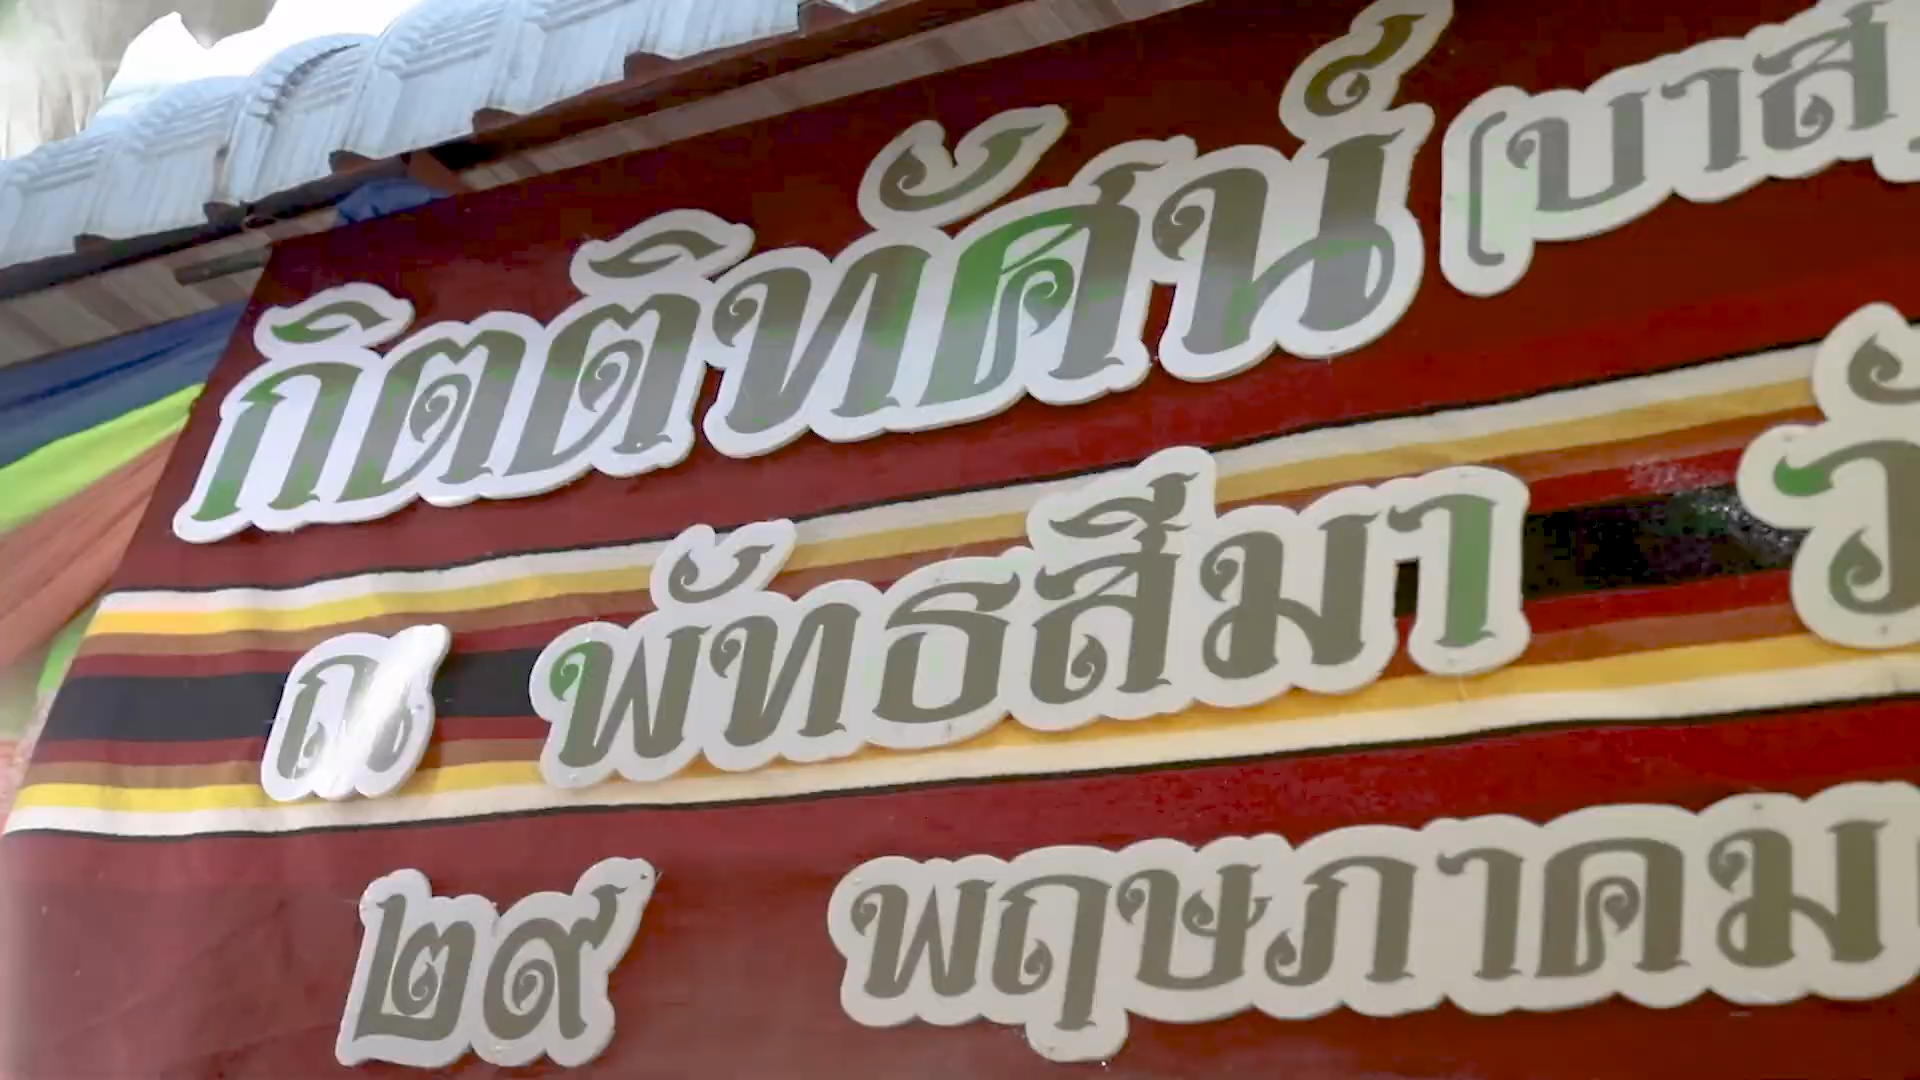 กิตติทัศน์ (บาส
ณ พัทธสีมา วั
๒๙ พฤษภาคม